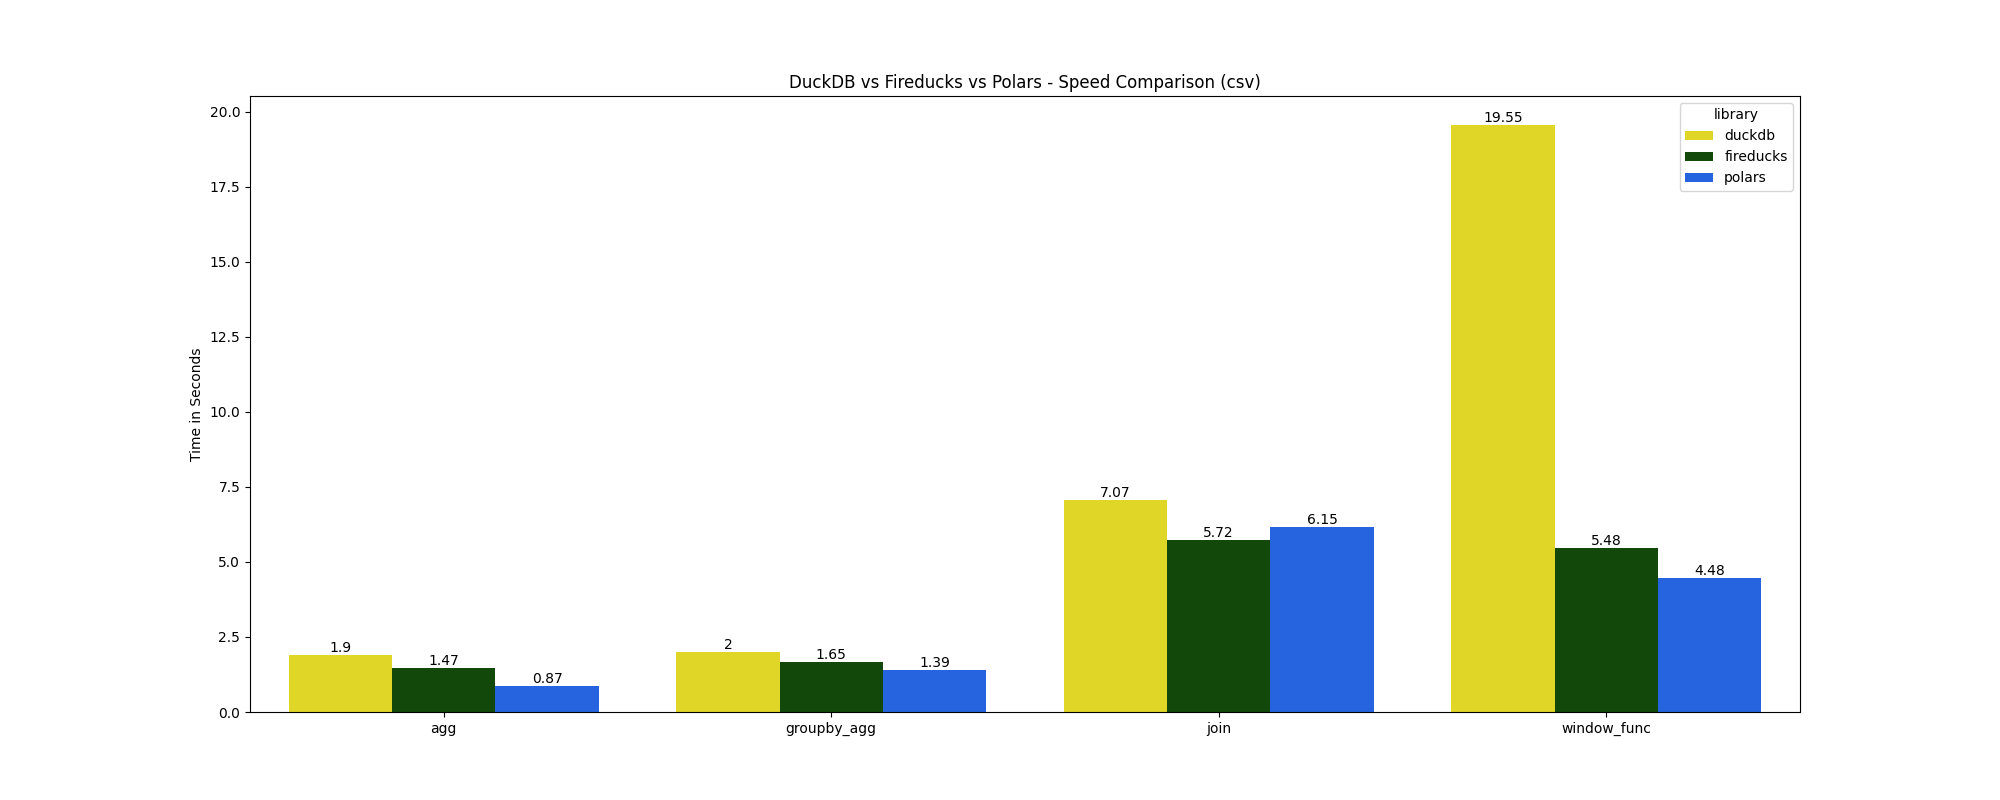 DuckDB vs Fireducks vs Polars - Speed Comparison (csv)
library
duckdb
fireducks
polars
Time in Seconds
20.0
17.5
15.0
12.5
10.0
7.5
5.0
2.5
0.0
1.9
1.47
0.87
2
1.65
1.39
7.07
5.72
6.15
19.55
5.48
4.48
agg
groupby_agg
join
window_func